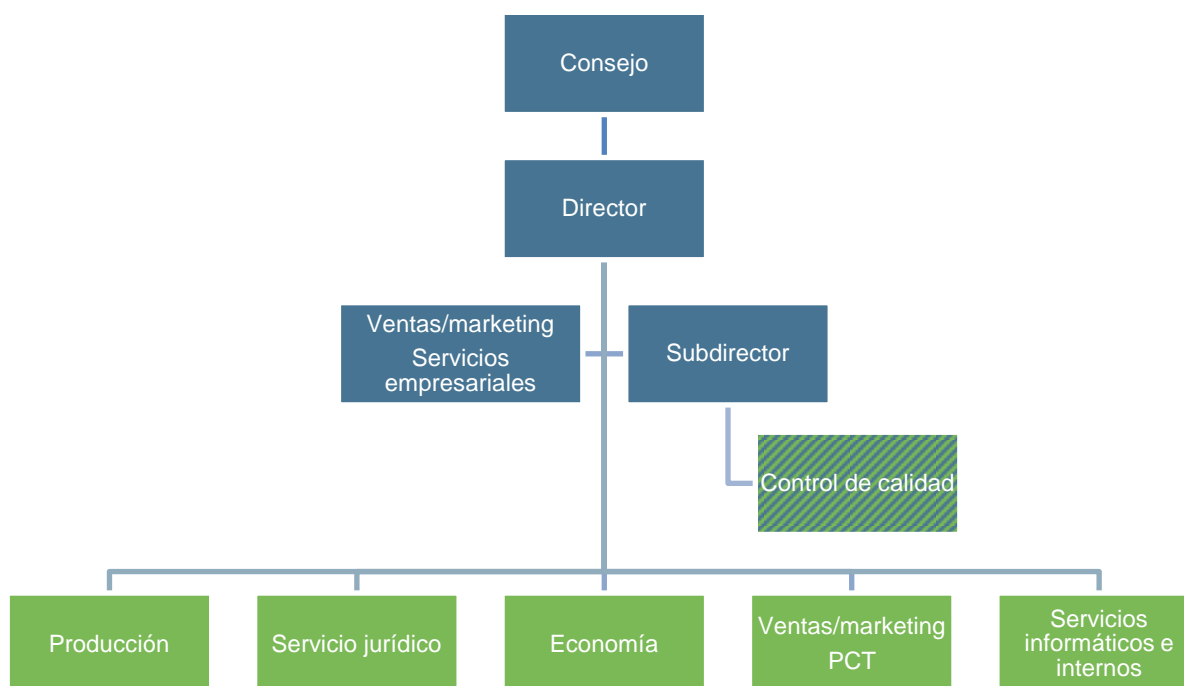 Consejo
Director
Ventas/marketing
Servicios
empresariales
Subdirector
Control de calidad
Producción
Servicio jurídico
Economía
Ventas/marketing
PCT
Servicios
informáticos e
internos